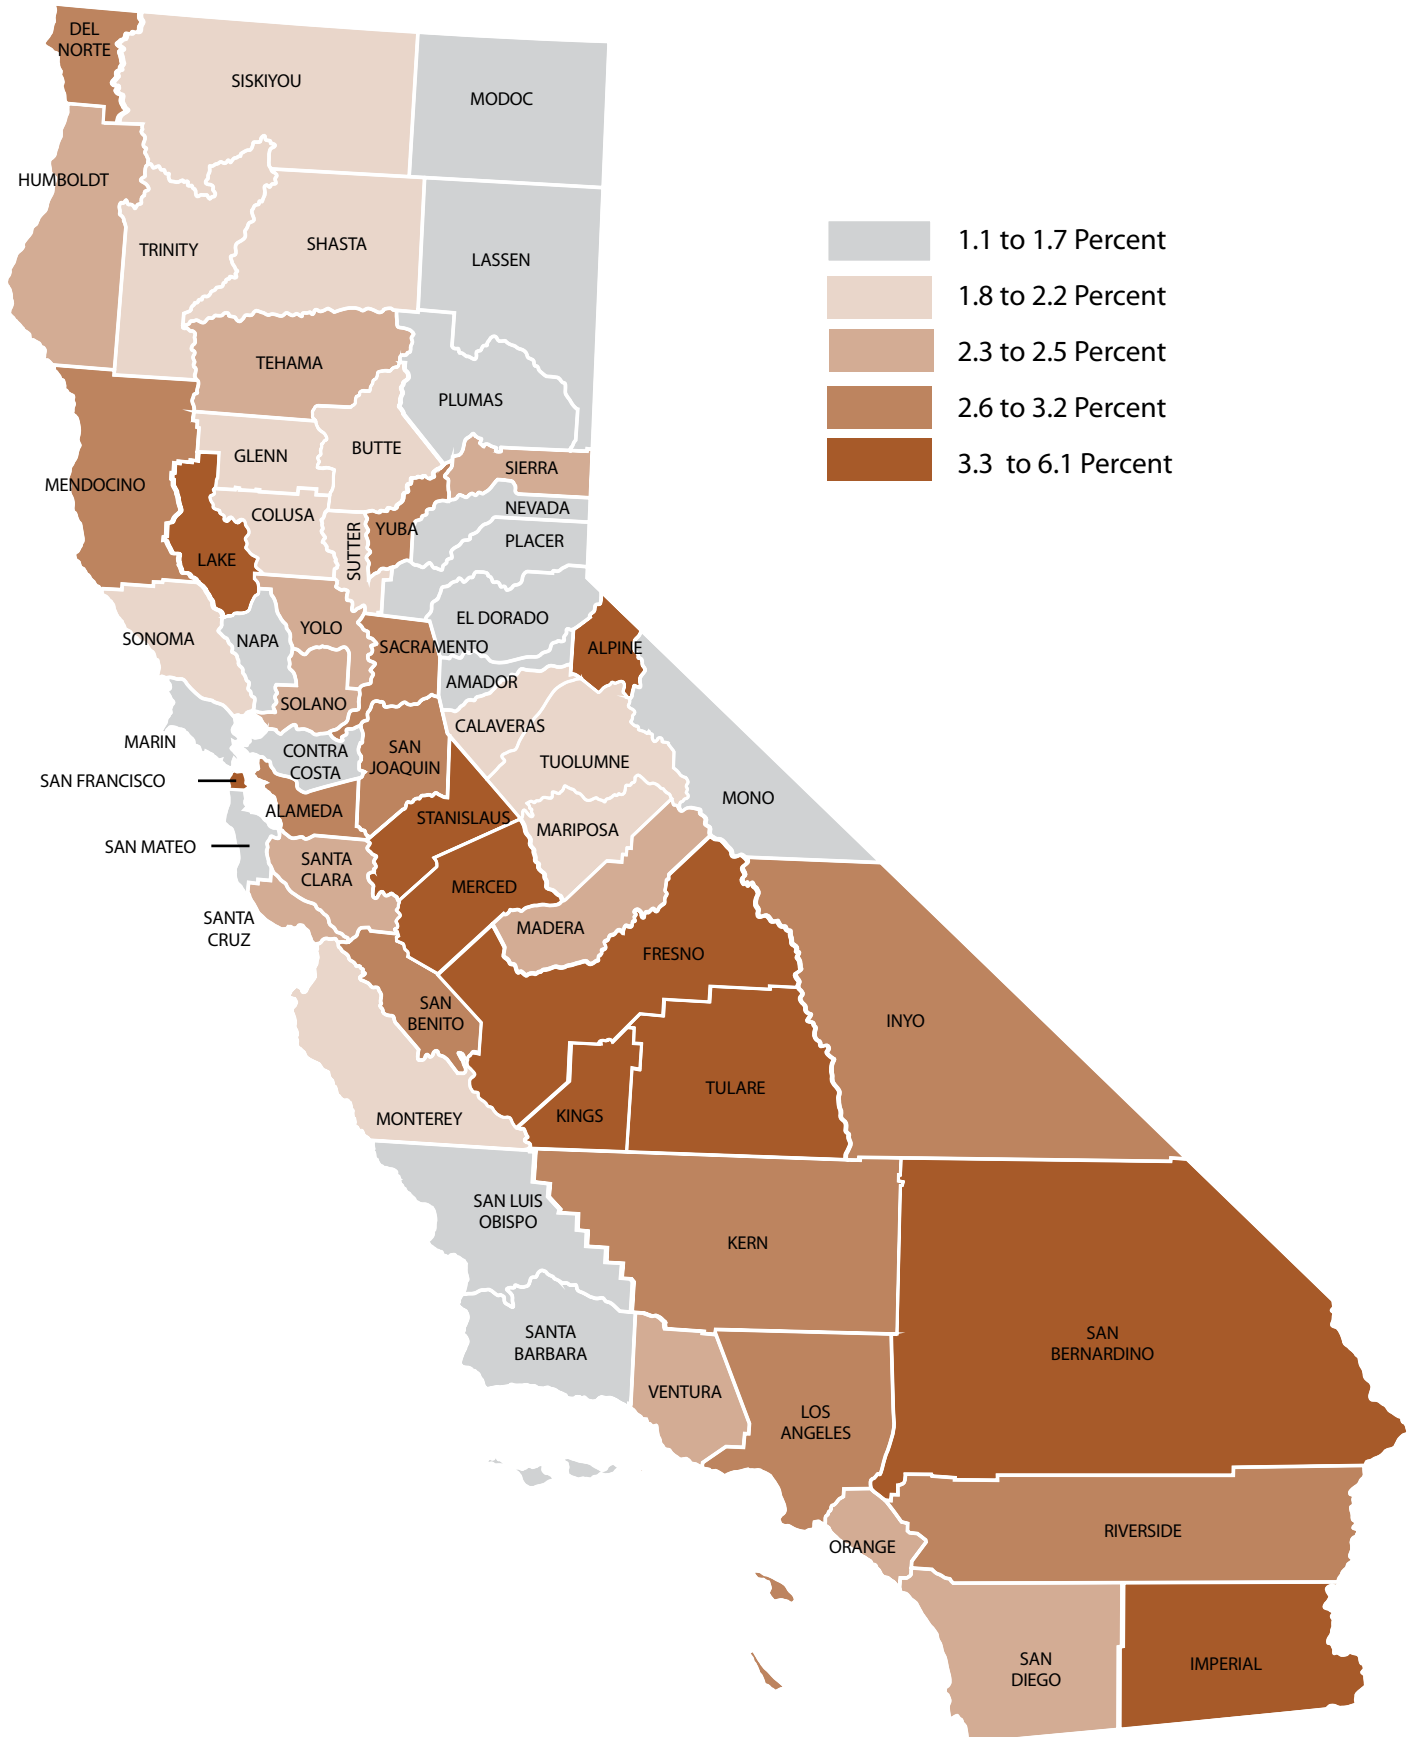 DEL
NORTE
SISKIYOU
MODOC
HUMBOLDT
TRINITY
SHASTA
LASSEN
1.1 to 1.7 Percent
1.8 to 2.2 Percent
2.3 to 2.5 Percent
2.6 to 3.2 Percent
3.3 to 6.1 Percent
TEHAMA
PLUMAS
GLENN
BUTTE
SIERRA
MENDOCINO
COLUSA
NEVADA
SUTTER
YUBA
PLACER
LAKE
EL DORADO
SONOMA
NAPA
YOLO
SACRAMENTO
ALPINE
AMADOR
SOLANO
CALAVERAS
MARIN
CONTRA
COSTA
SAN
JOAQUIN
TUOLUMNE
SAN FRANCISCO
MONO
ALAMEDA
STANISLAUS
MARIPOSA
SAN MATEO
SANTA
CLARA
MERCED
SANTA
CRUZ
MADERA
FRESNO
SAN
BENITO
INYO
TULARE
MONTEREY
KINGS
SAN LUIS
OBISPO
KERN
SANTA
BARBARA
SAN
BERNARDINO
VENTURA
LOS
ANGELES
RIVERSIDE
ORANGE
SAN
DIEGO
IMPERIAL